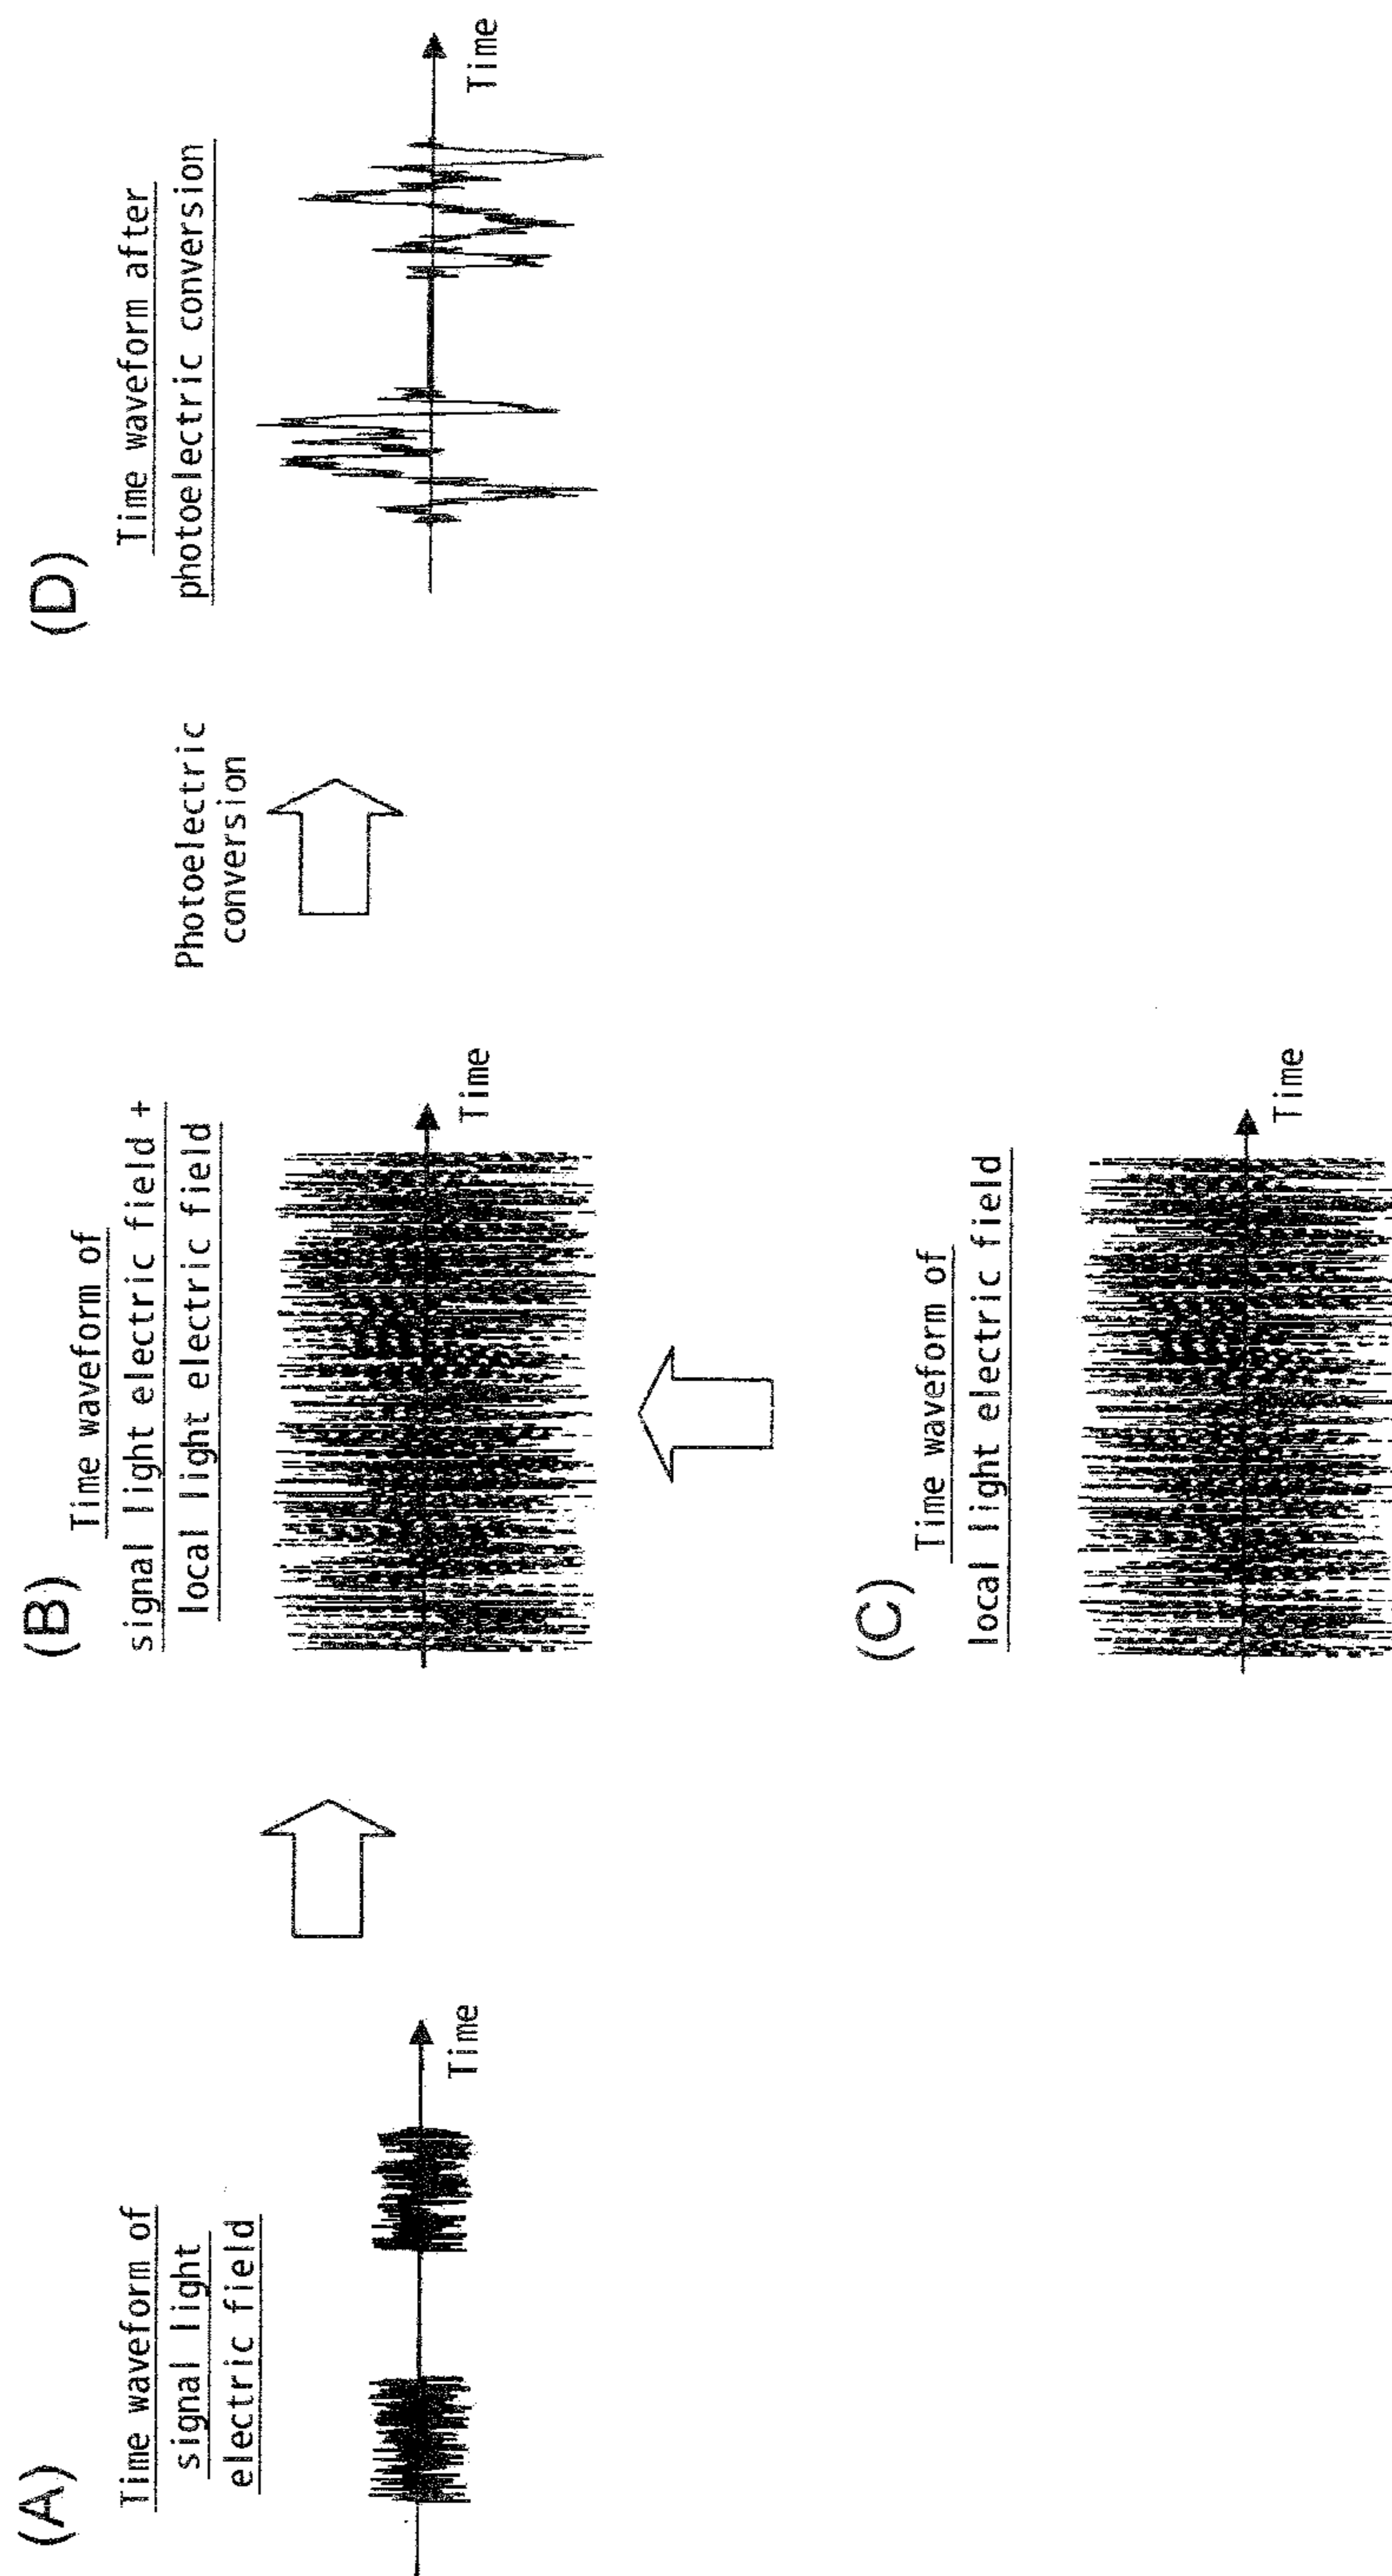 (A)
Time waveform of
signal light
electric field
Time
(B)
Time waveform of
signal light electric field +
local light electric field
Time
(C)
Time waveform of
local light electric field
Time
Photoelectric
conversion
(D)
Time waveform after
photoelectric conversion
Time